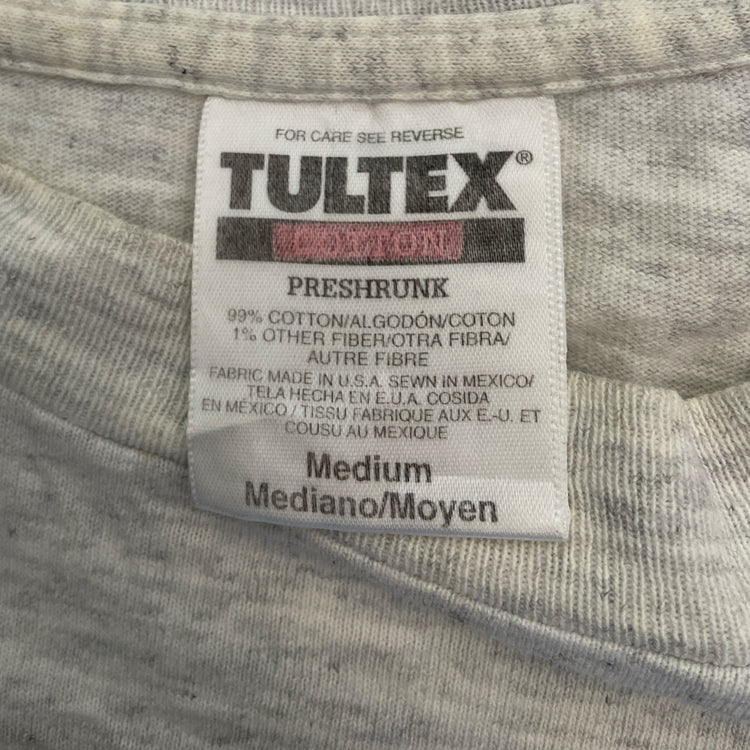 FOR CARE SEE REVERSE
TULTEX®
COTTON
PRESHRUNK
99% COTTON/ALGODÓN/COTON
1% OTHER FIBER/OTRA FIBRA/
AUTRE FIBRE
FABRIC MADE IN U.S.A. SEWN IN MEXICO/
TELA HECHA EN E.U.A. COSIDA
EN MEXICO / TISSU FABRIQUE AUX E.-U. ET
COUSU AU MEXIQUE
Medium
Mediano/Moyen